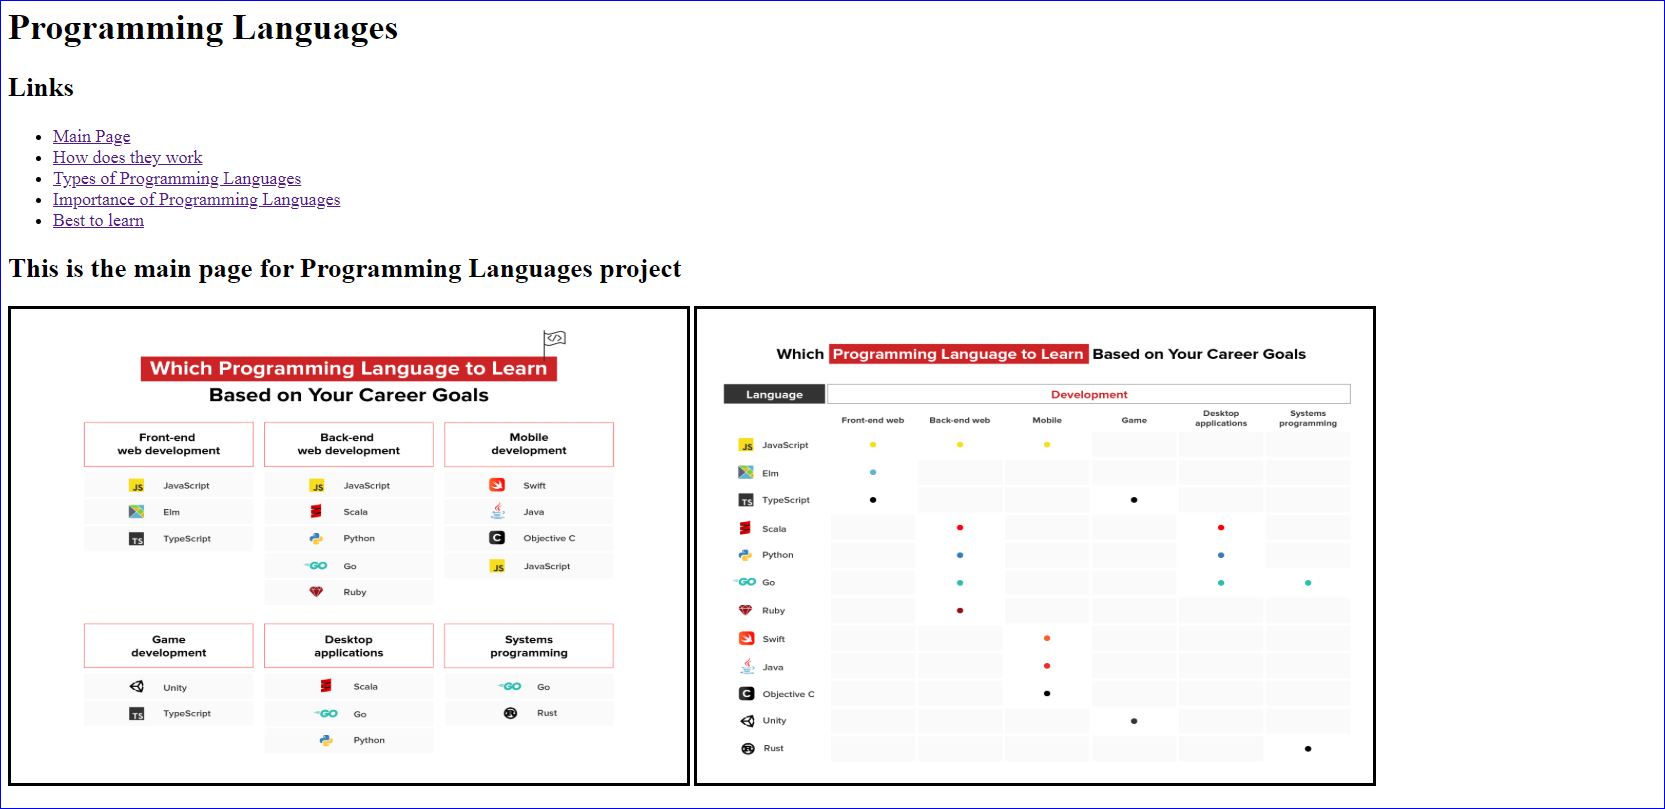 Programming Languages
Links
Main Page
How does they work
Types of Programming Languages
Importance of Programming Languages
Best to learn
This is the main page for Programming Languages project
</>
Which Programming Language to Learn
Based on Your Career Goals
Front-end
web development
JS JavaScript
Elm
TS TypeScript
Back-end
web development
JS JavaScript
Scala
Python
GO Go
Ruby
Mobile
development
Swift
Java
C Objective C
JS JavaScript
Game
development
Unity
TS TypeScript
Desktop
applications
Scala
GO Go
Python
Systems
programming
GO Go
R Rust
Which Programming Language to Learn Based on Your Career Goals
Language Development
Front-end web Back-end web Mobile Game Desktop applications Systems programming
JS JavaScript
Elm
TS TypeScript
Scala
Python
GO Go
Ruby
Swift
Java
C Objective C
Unity
R Rust